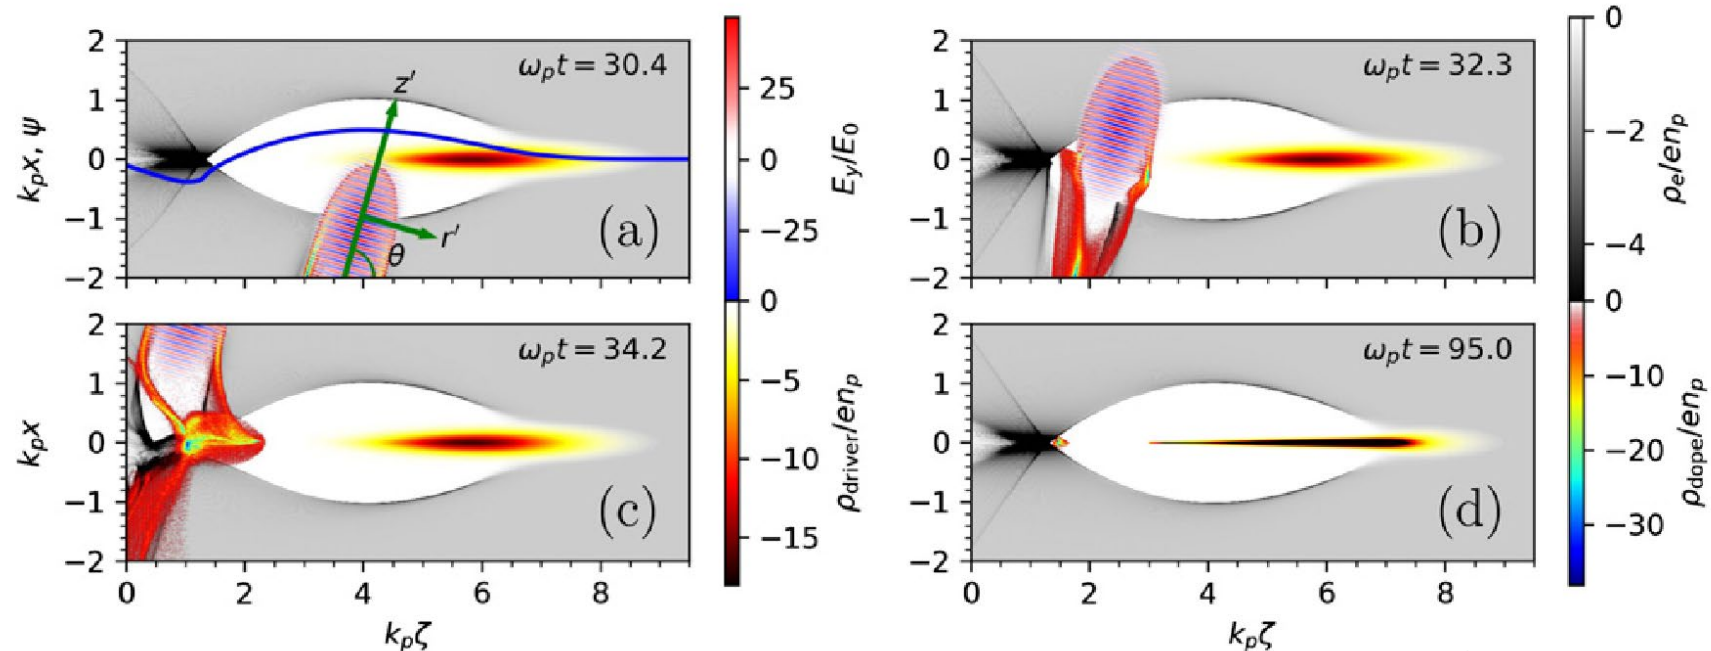 2
1
0
−1
−2
k_p x, ψ
ω_p t = 30.4
z′
r′
θ
(a)
25
0
−25
E_y/E_0
2
1
0
−1
−2
ω_p t = 32.3
(b)
0
−2
−4
ρ_e/en_p
2
1
0
−1
−2
k_p x
ω_p t = 34.2
(c)
0 2 4 6 8
k_p ζ
0
−5
−10
−15
ρ_driver/en_p
2
1
0
−1
−2
ω_p t = 95.0
(d)
0 2 4 6 8
k_p ζ
0
−10
−20
−30
ρ_dope/en_p